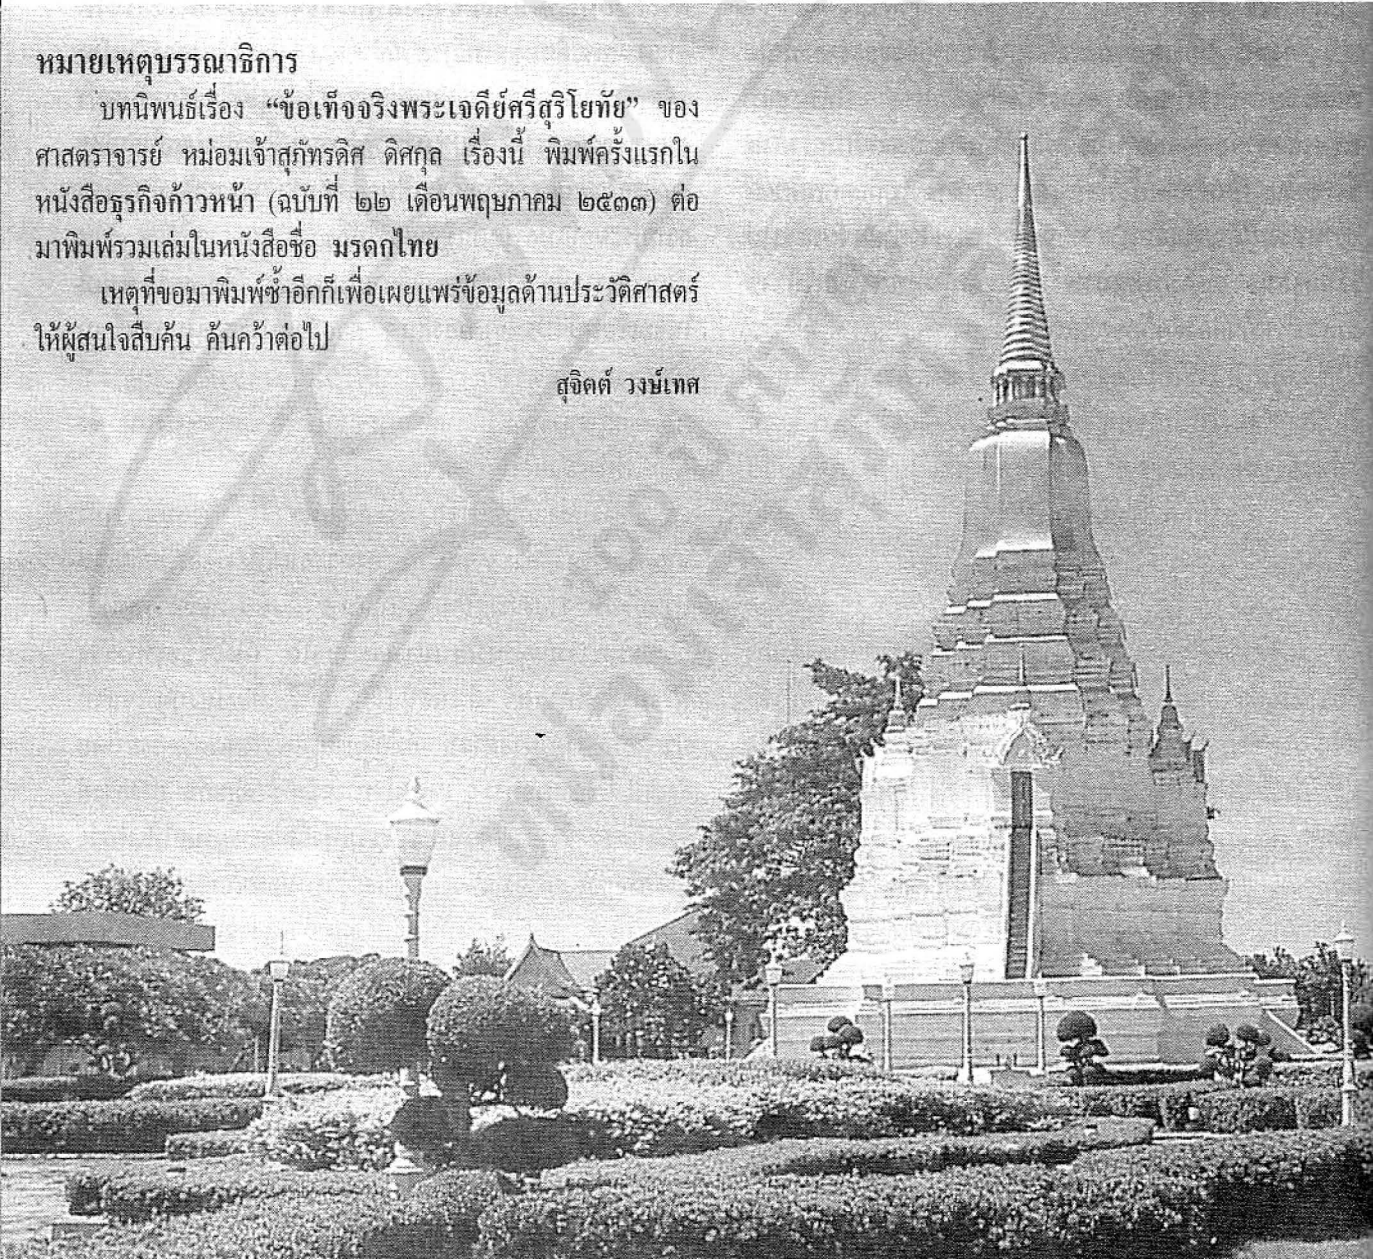 หมายเหตุบรรณาธิการ
บทนิพนธ์เรื่อง “ข้อเท็จจริงพระเจดีย์ศรีสุริโยทัย” ของ
ศาสตราจารย์ หม่อมเจ้าสุภัทรดิศ ดิศกุล เรื่องนี้ พิมพ์ครั้งแรกใน
หนังสือธุรกิจก้าวหน้า (ฉบับที่ ๒๒ เดือนพฤษภาคม ๒๕๓๓) ต่อ
มาพิมพ์รวมเล่มในหนังสือชื่อ มรดกไทย
เหตุที่ขอมาพิมพ์ซ้ำอีกก็เพื่อเผยแพร่ข้อมูลด้านประวัติศาสตร์
ให้ผู้สนใจสืบค้น ค้นคว้าต่อไป
สุจิตต์ วงษ์เทศ